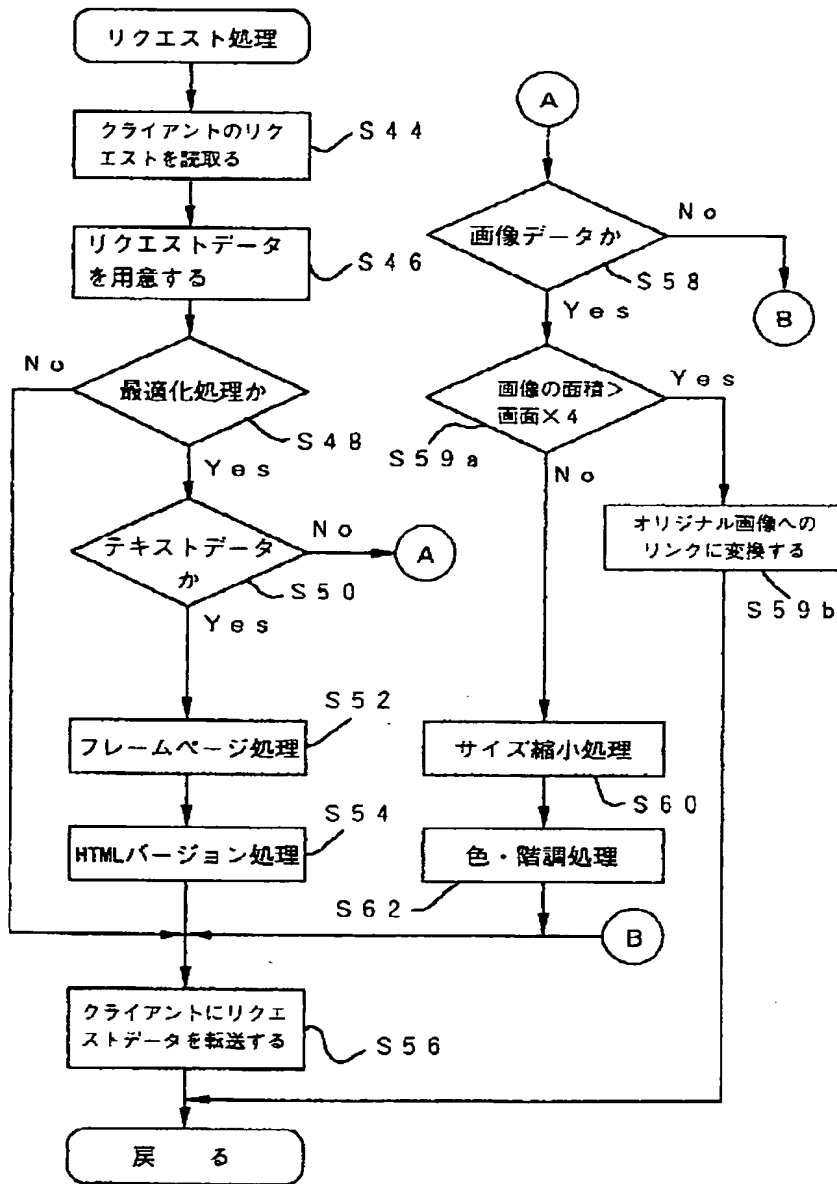 リクエスト処理
クライアントのリク
エストを読取る
S44
リクエストデータ
を用意する
S46
No
最適化処理か
S48
Yes
テキストデータ
か
No
A
S50
Yes
フレームページ処理
S52
HTMLバージョン処理
S54
クライアントにリクエ
ストデータを転送する
S56
戻 る
A
画像データか
No
S58
B
Yes
画像の面積>
画面×4
Yes
S59a
No
オリジナル画像への
リンクに変換する
S59b
サイズ縮小処理
S60
色・階調処理
S62
B